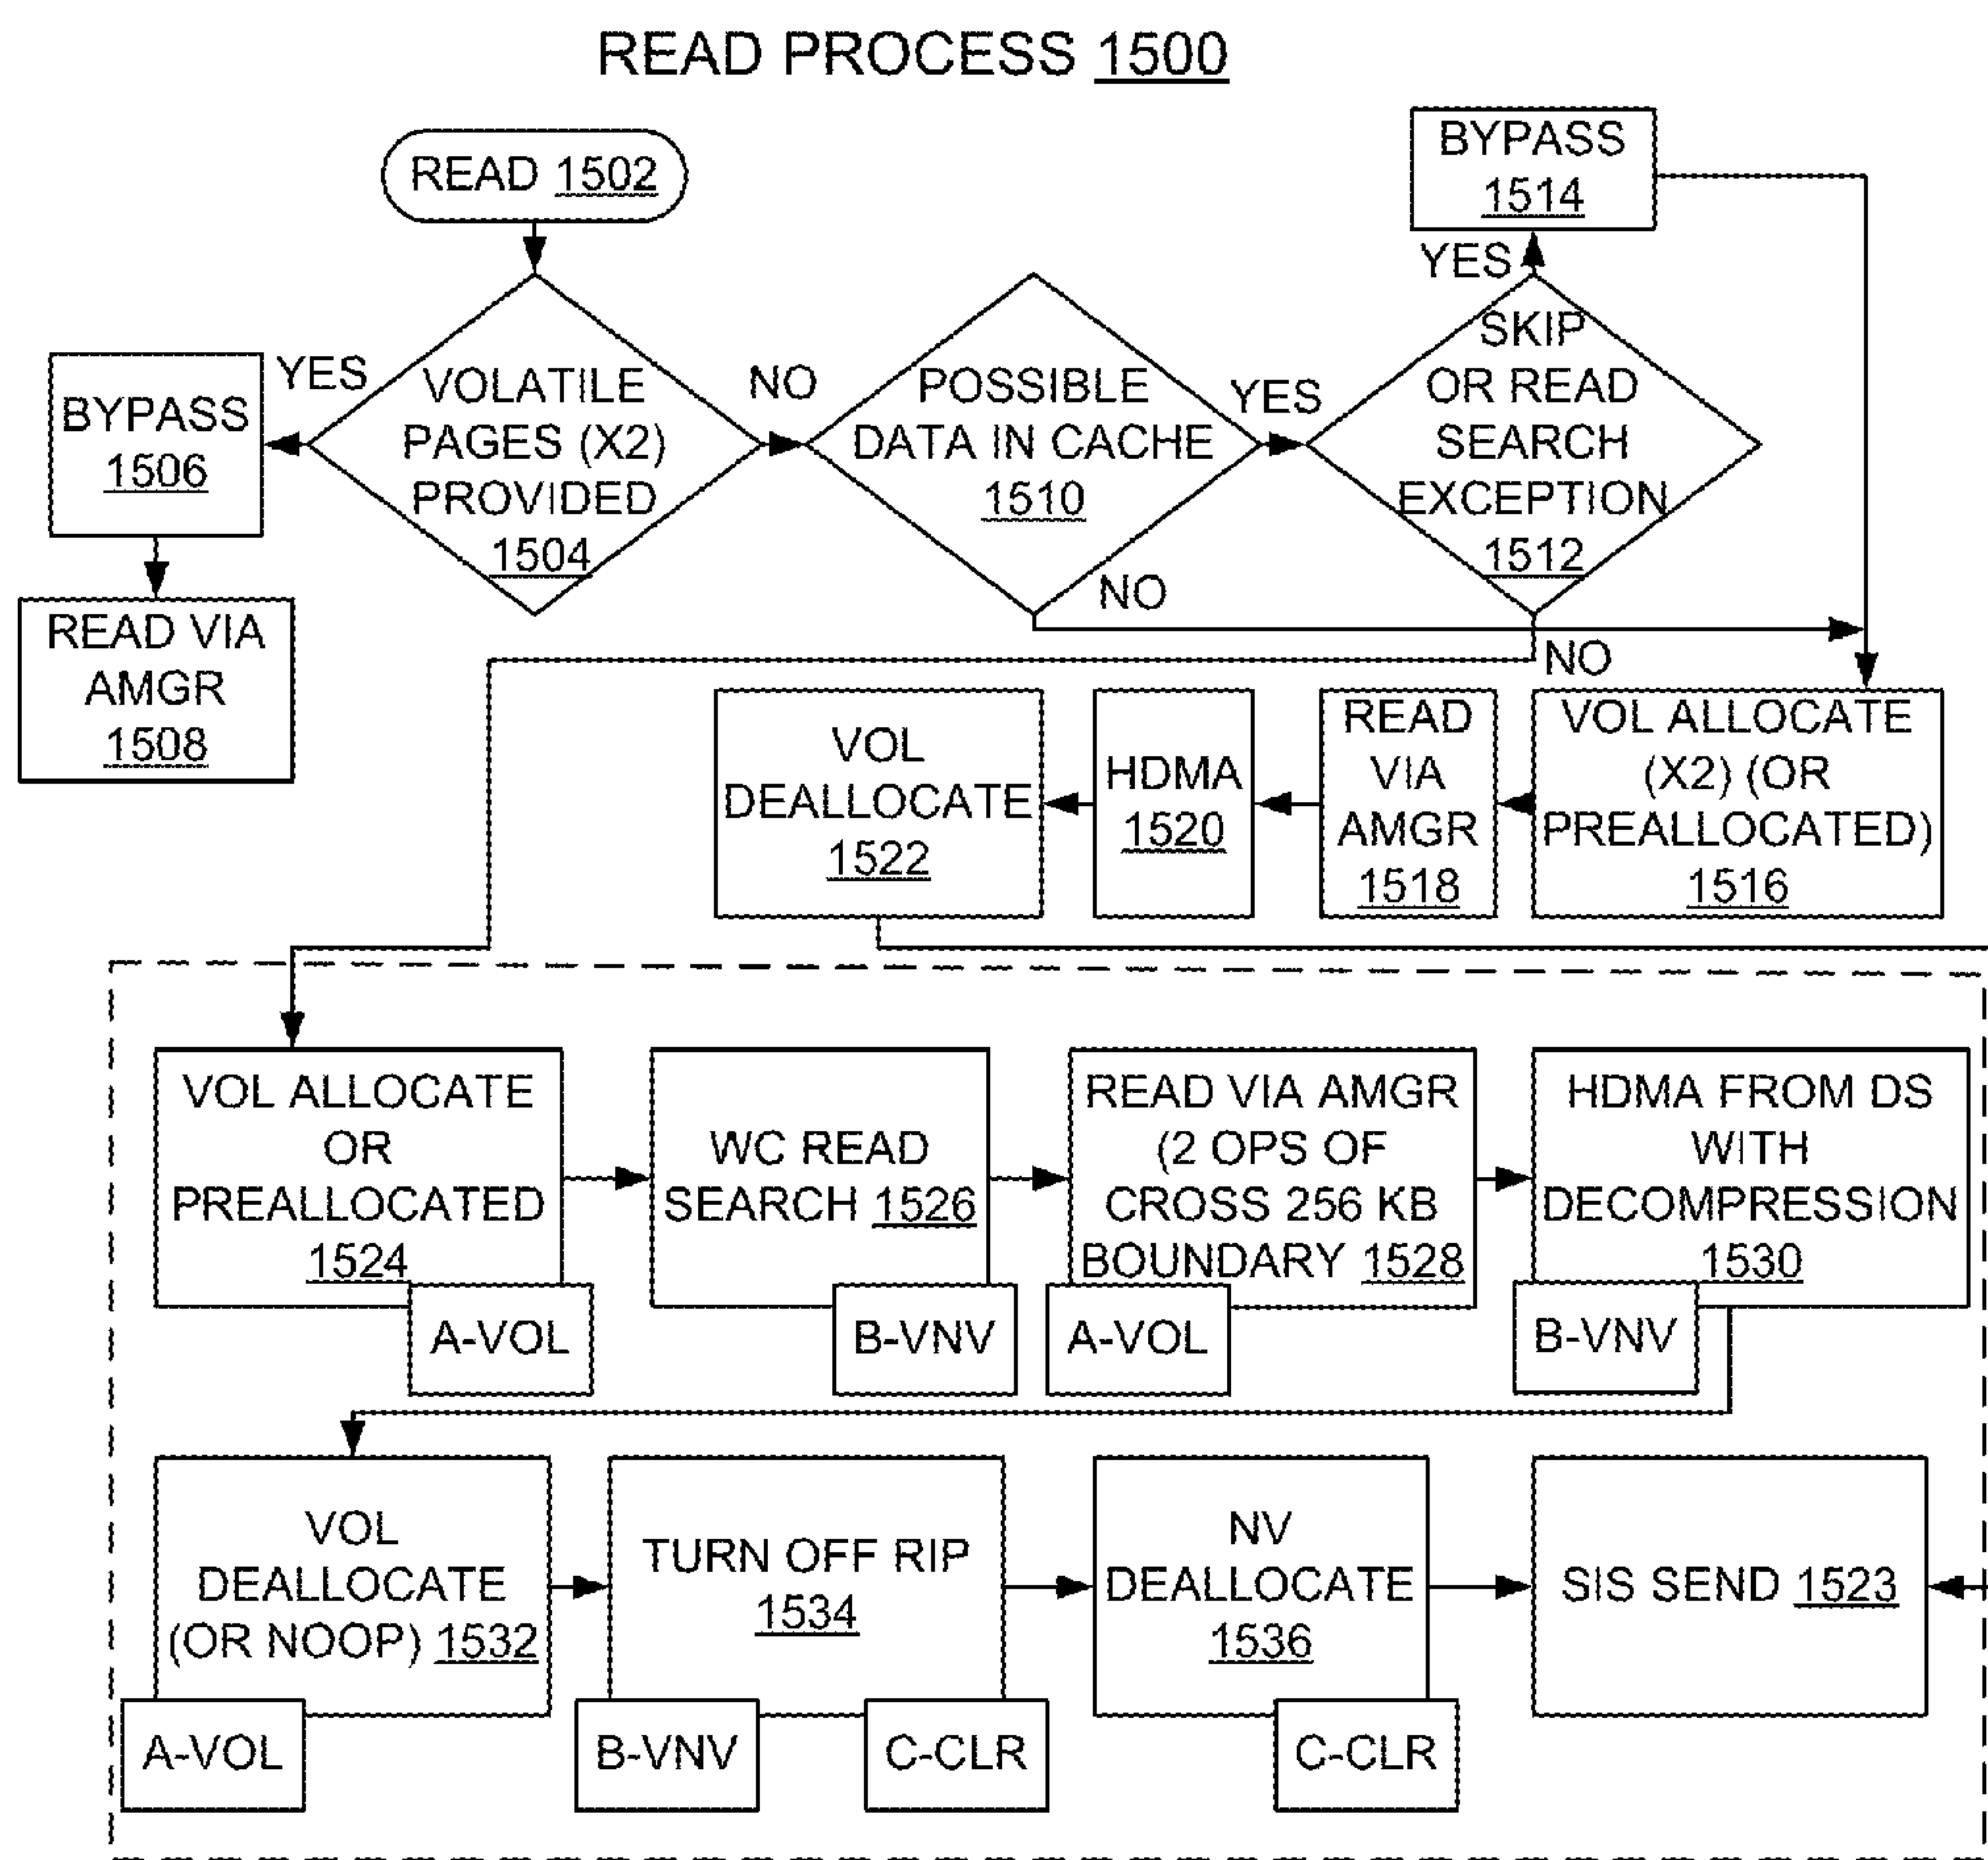 READ PROCESS 1500
READ 1502
BYPASS
1514
YES
YES
BYPASS
1506
VOLATILE
PAGES (X2)
PROVIDED
1504
NO
POSSIBLE
DATA IN CACHE
1510
YES
SKIP
OR READ
SEARCH
EXCEPTION
1512
NO
NO
READ VIA
AMGR
1508
VOL
DEALLOCATE
1522
HDMA
1520
READ
VIA
AMGR
1518
VOL ALLOCATE
(X2) (OR
PREALLOCATED)
1516
VOL ALLOCATE
OR
PREALLOCATED
1524
A-VOL
WC READ
SEARCH 1526
B-VNV
READ VIA AMGR
(2 OPS OF
CROSS 256 KB
BOUNDARY 1528
A-VOL
HDMA FROM DS
WITH
DECOMPRESSION
1530
B-VNV
VOL
DEALLOCATE
(OR NOOP) 1532
A-VOL
TURN OFF RIP
1534
B-VNV
C-CLR
NV
DEALLOCATE
1536
C-CLR
SIS SEND 1523